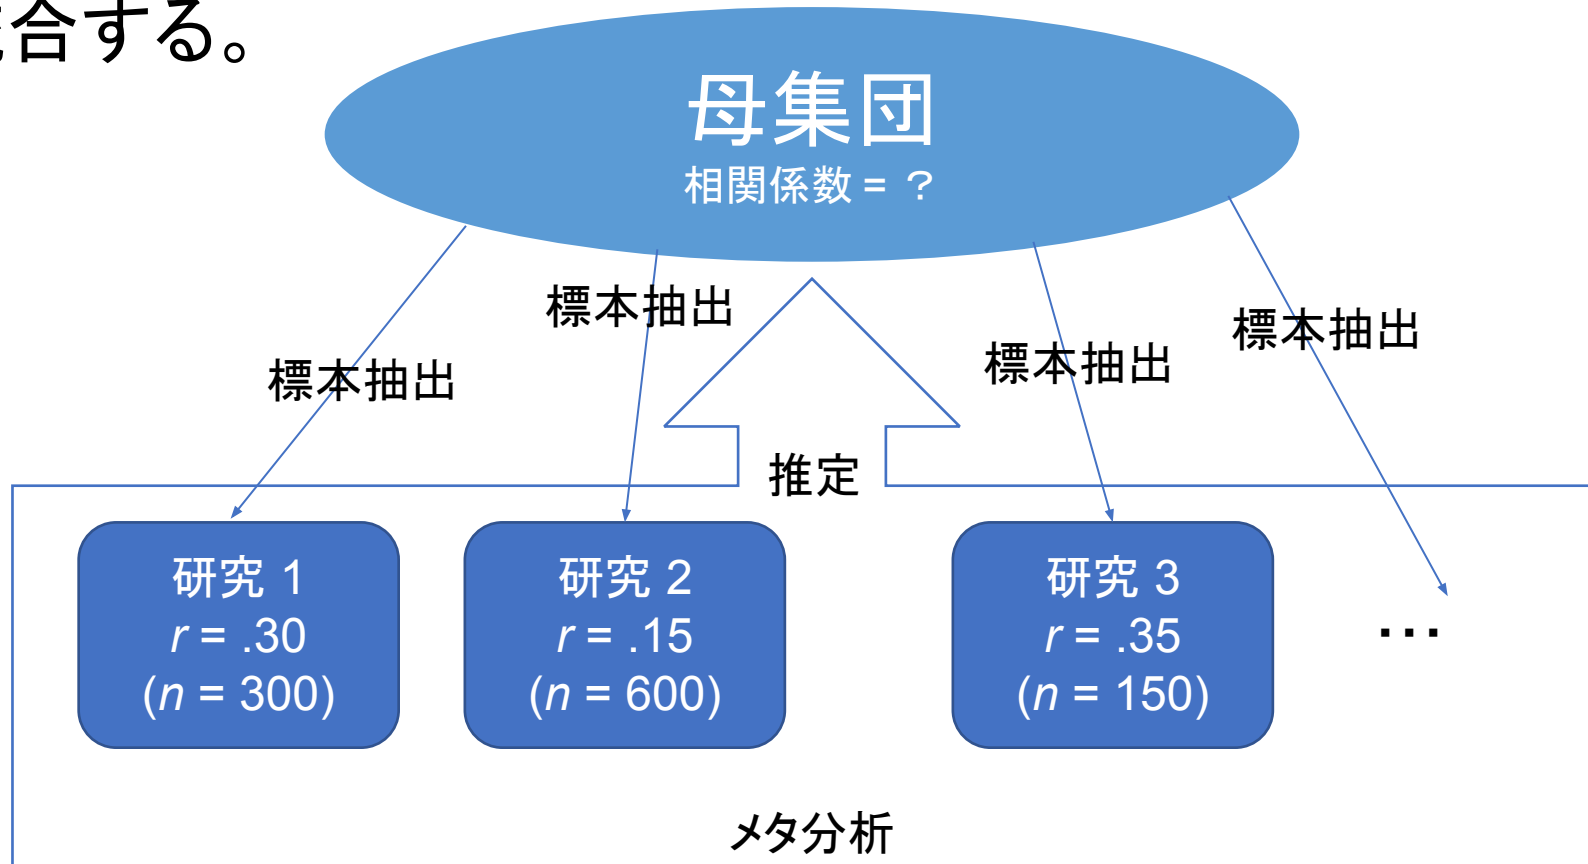 合する。
母集団
相関係数 = ？
標本抽出
標本抽出
標本抽出
標本抽出
推定
研究 1
r = .30
(n = 300)
研究 2
r = .15
(n = 600)
研究 3
r = .35
(n = 150)
…
メタ分析